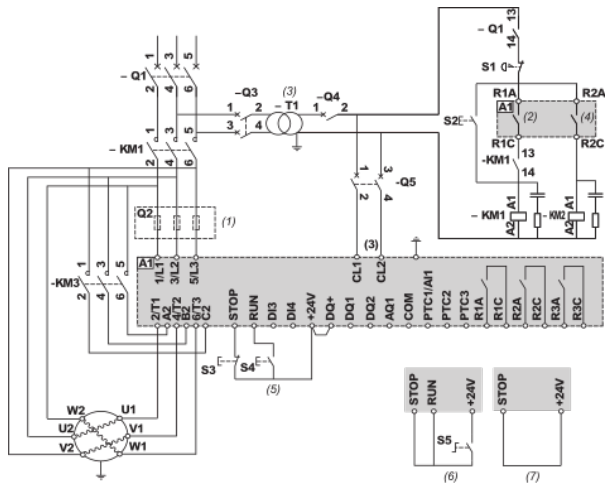 13
– Q1
14
1 3 5
– Q1
2 4 6
S1
–Q3
(3)
– T1
–Q4
1 2
3 4
1 2
R1A R2A
A1
(2) (4)
S2
R1C R2C
– KM1
1 3 5
2 4 6
-KM1
13
14
1 3
-Q5
2 4
Q2
(1)
A1 A1
– KM1 – KM2
A2 A2
(3)
A1
1/L1 3/L2 5/L3 CL1 CL2
1 3 5
-KM3
2 4 6
2/T1 A2 4/T2 B2 6/T3 C2 STOP RUN DI3 DI4 +24V DQ+ DQ1 DQ2 AQ1 COM PTC1/AI1 PTC2 PTC3 R1A R1C R2A R2C R3A R3C
S3 S4
(5)
W2 U1
U2 V1
V2 W1
STOP RUN +24V
S5
(6)
STOP +24V
(7)